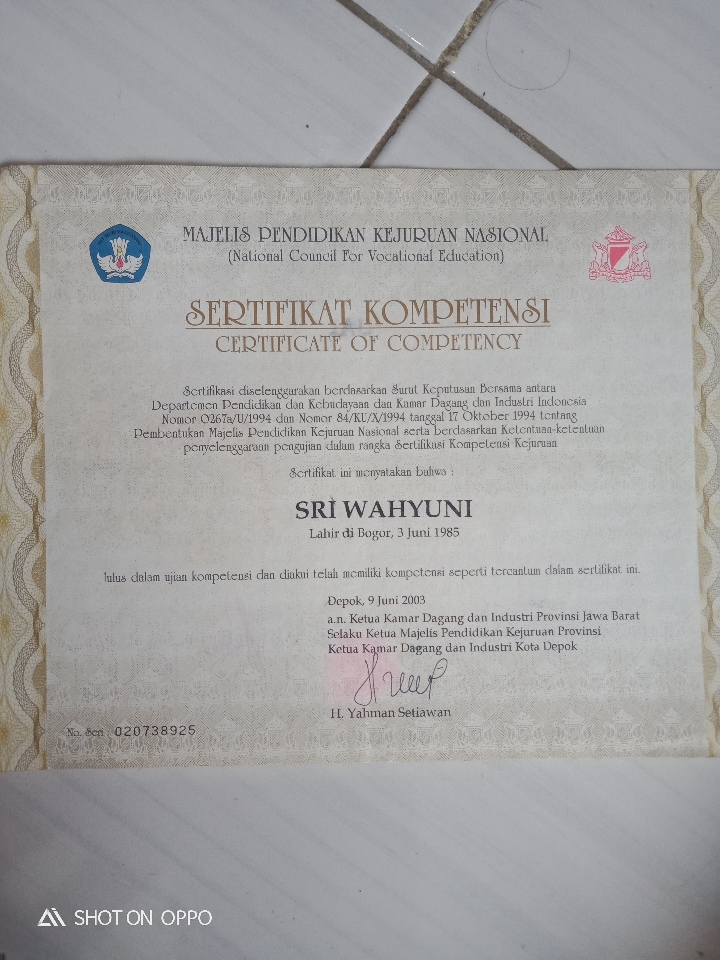 MAJELIS PENDIDIKAN KEJURUAN NASIONAL
(National Council For Vocational Education)
SERTIFIKAT KOMPETENSI
CERTIFICATE OF COMPETENCY
Sertifikasi diselenggarakan berdasarkan Surut Keputusan Bersama antara
Departemen Pendidikan dan Kebudayaan dan Kamar Dagang dan Industri Indonesia
Nomor 0267a/U/1994 dan Nomor 84/KU/X/1994 tanggal 17 Oktober 1994 tentang
Pembentukan Majelis Pendidikan Kejuruan Nasional serta berdasarkan Ketentuan-ketentuan
penyelenggaraan pengujian dalam rangka Sertifikasi Kompetensi Kejuruan
Sertifikat ini menyatakan bahwa :
SRI WAHYUNI
Lahir di Bogor, 3 Juni 1985
lulus dalam ujian kompetensi dan diakui telah memiliki kompetensi seperti tercantum dalam sertifikat ini.
Depok, 9 Juni 2003
a.n. Ketua Kamar Dagang dan Industri Provinsi Jawa Barat
Selaku Ketua Majelis Pendidikan Kejuruan Provinsi
Ketua Kamar Dagang dan Industri Kota Depok
H. Yahman Setiawan
No. Seri : 020738925
SHOT ON OPPO